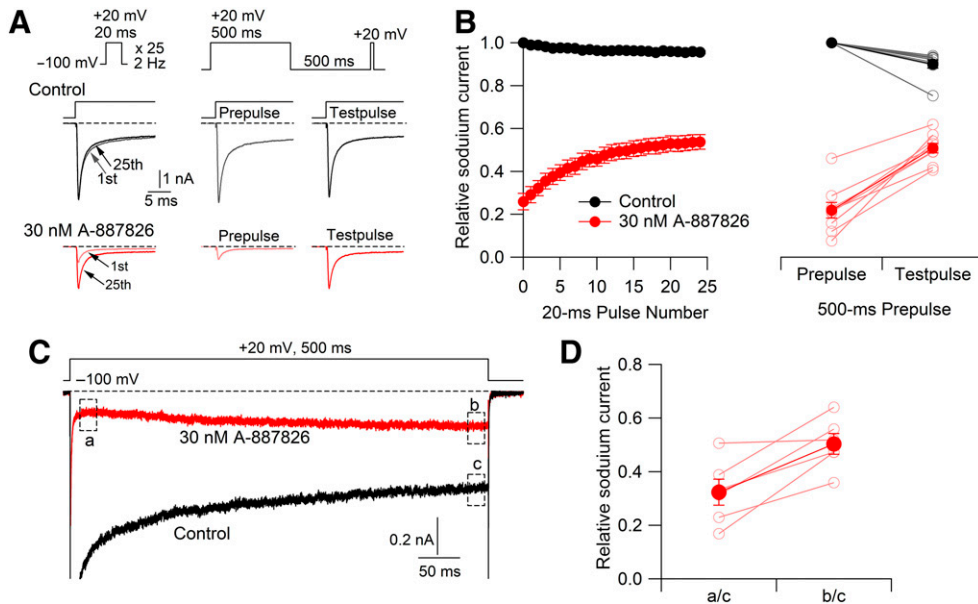 A
+20 mV
20 ms
x 25
2 Hz
−100 mV
+20 mV
500 ms
+20 mV
500 ms
Control
Prepulse
Testpulse
25th
1st
1 nA
5 ms
30 nM A-887826
Prepulse
Testpulse
1st
25th
B
Relative soduium current
1.0
0.8
0.6
0.4
0.2
0.0
Control
30 nM A-887826
0
5
10
15
20
25
20-ms Pulse Number
Prepulse
Testpulse
500-ms Prepulse
C
+20 mV, 500 ms
−100 mV
a
b
30 nM A-887826
c
Control
0.2 nA
50 ms
D
Relative soduium current
0.8
0.6
0.4
0.2
0.0
a/c
b/c